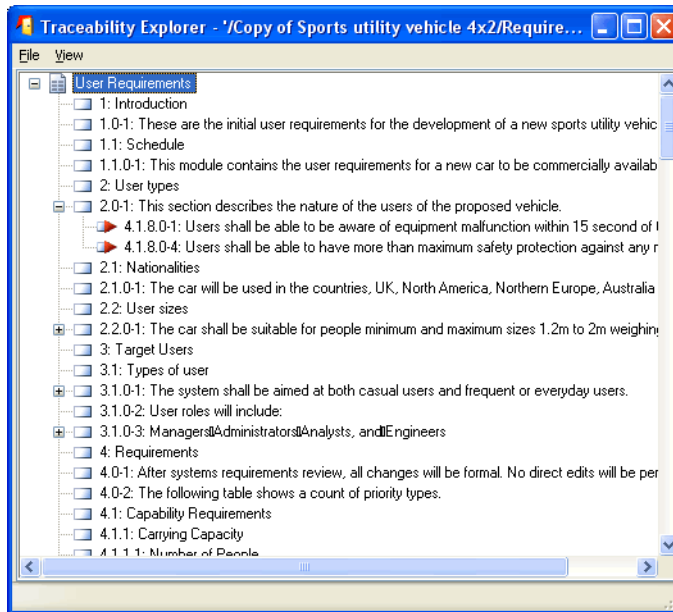 Traceability Explorer - '/Copy of Sports utility vehicle 4x2/Require...
File View
User Requirements
1: Introduction
1.0-1: These are the initial user requirements for the development of a new sports utility vehic
1.1: Schedule
1.1.0-1: This module contains the user requirements for a new car to be commercially availab
2: User types
2.0-1: This section describes the nature of the users of the proposed vehicle.
4.1.8.0-1: Users shall be able to be aware of equipment malfunction within 15 second of
4.1.8.0-4: Users shall be able to have more than maximum safety protection against any
2.1: Nationalities
2.1.0-1: The car will be used in the countries, UK, North America, Northern Europe, Australia
2.2: User sizes
2.2.0-1: The car shall be suitable for people minimum and maximum sizes 1.2m to 2m weighing
3: Target Users
3.1: Types of user
3.1.0-1: The system shall be aimed at both casual users and frequent or everyday users.
3.1.0-2: User roles will include:
3.1.0-3: Managers▯Administrators▯Analysts, and▯Engineers
4: Requirements
4.0-1: After systems requirements review, all changes will be formal. No direct edits will be per
4.0-2: The following table shows a count of priority types.
4.1: Capability Requirements
4.1.1: Carrying Capacity
4.1.1.1: Number of People